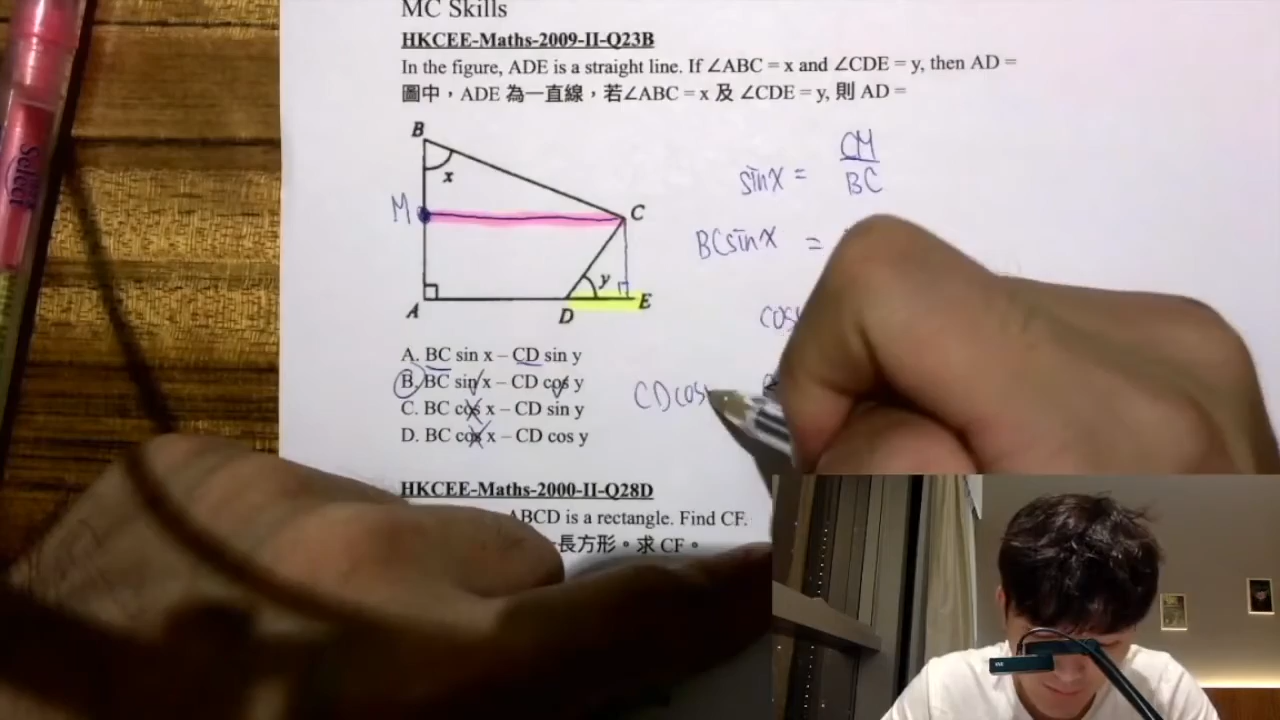 MC Skills
HKCEE-Maths-2009-II-Q23B
In the figure, ADE is a straight line. If ∠ABC = x and ∠CDE = y, then AD =
圖中，ADE 為一直線，若∠ABC = x 及 ∠CDE = y, 則 AD =
B
x
M
C
y
A
D
E
sin x = CM / BC
BC sin x =
cos
CD cos
A. BC sin x – CD sin y
B. BC sin x – CD cos y
C. BC cos x – CD sin y
D. BC cos x – CD cos y
HKCEE-Maths-2000-II-Q28D
ABCD is a rectangle. Find CF.
長方形。求 CF。
Select